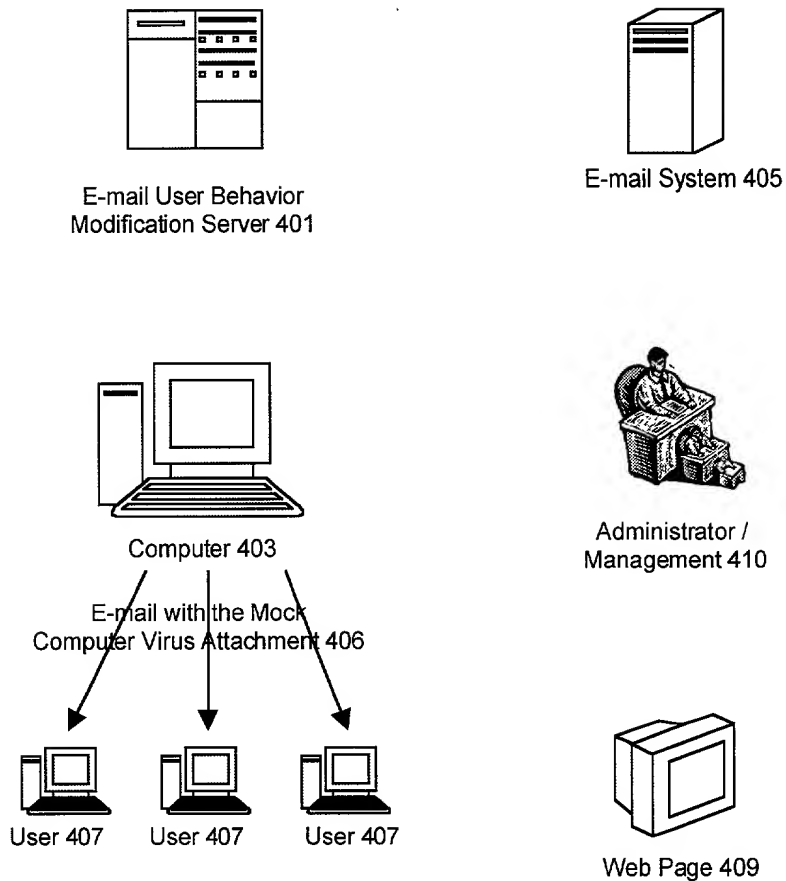 E-mail User Behavior
Modification Server 401
E-mail System 405
Computer 403
Administrator /
Management 410
E-mail with the Mock
Computer Virus Attachment 406
User 407
User 407
User 407
Web Page 409